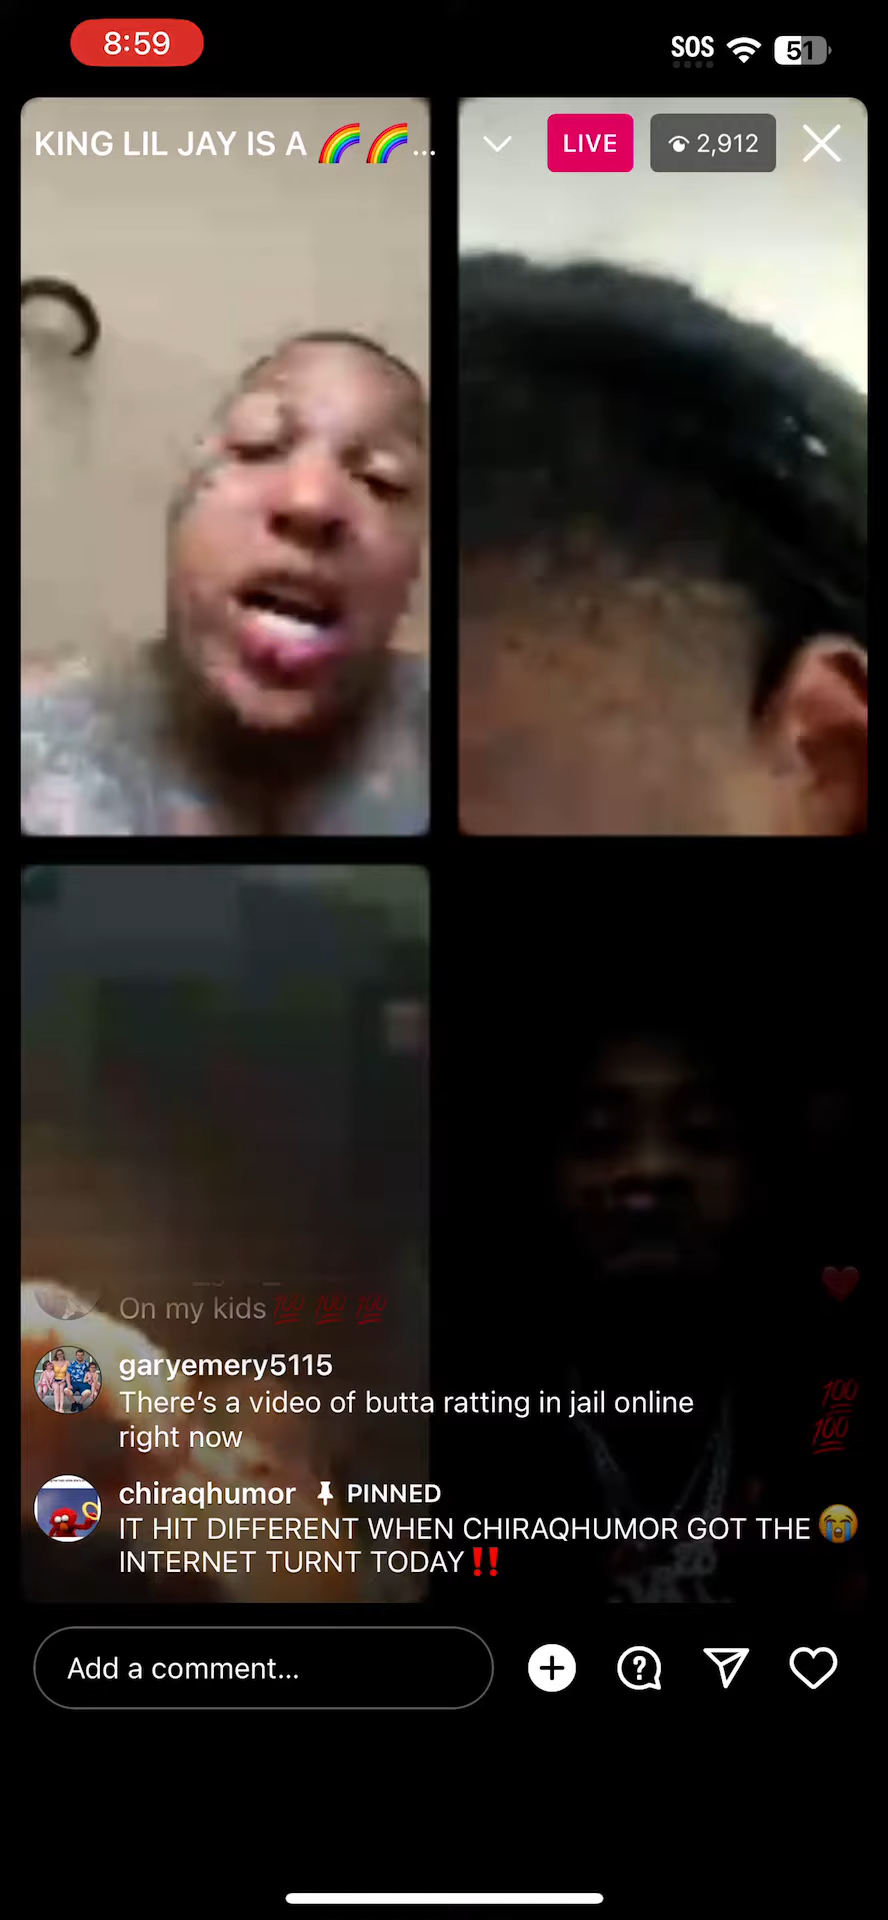 8:59
SOS
51
KING LIL JAY IS A 🌈🌈...
LIVE
2,912
On my kids💯💯💯
garyemery5115
There's a video of butta ratting in jail online
right now
chiraqhumor PINNED
IT HIT DIFFERENT WHEN CHIRAQHUMOR GOT THE
INTERNET TURNT TODAY‼️
Add a comment...